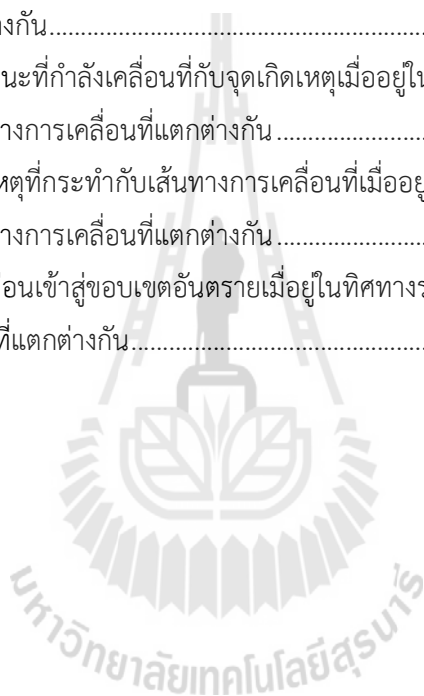 างกัน
นะที่กำลังเคลื่อนที่กับจุดเกิดเหตุเมื่ออยู่ใน
างการเคลื่อนที่แตกต่างกัน
หตุที่กระทำกับเส้นทางการเคลื่อนที่เมื่ออยู่
างการเคลื่อนที่แตกต่างกัน
อนเข้าสู่ขอบเขตอันตรายเมื่อยู่ในทิศทาง
ที่แตกต่างกัน
มหาวิทยาลัยเทคโนโลยีสุรนารี